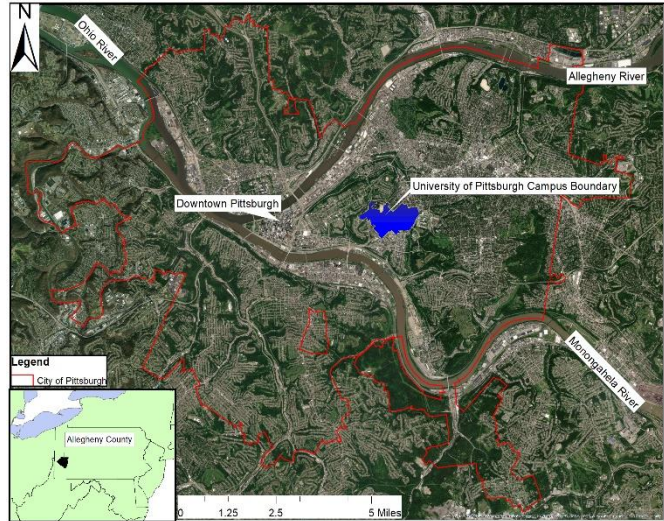 N
Ohio River
Allegheny River
University of Pittsburgh Campus Boundary
Downtown Pittsburgh
Monongahela River
Legend
City of Pittsburgh
Allegheny County
0 1.25 2.5 5 Miles